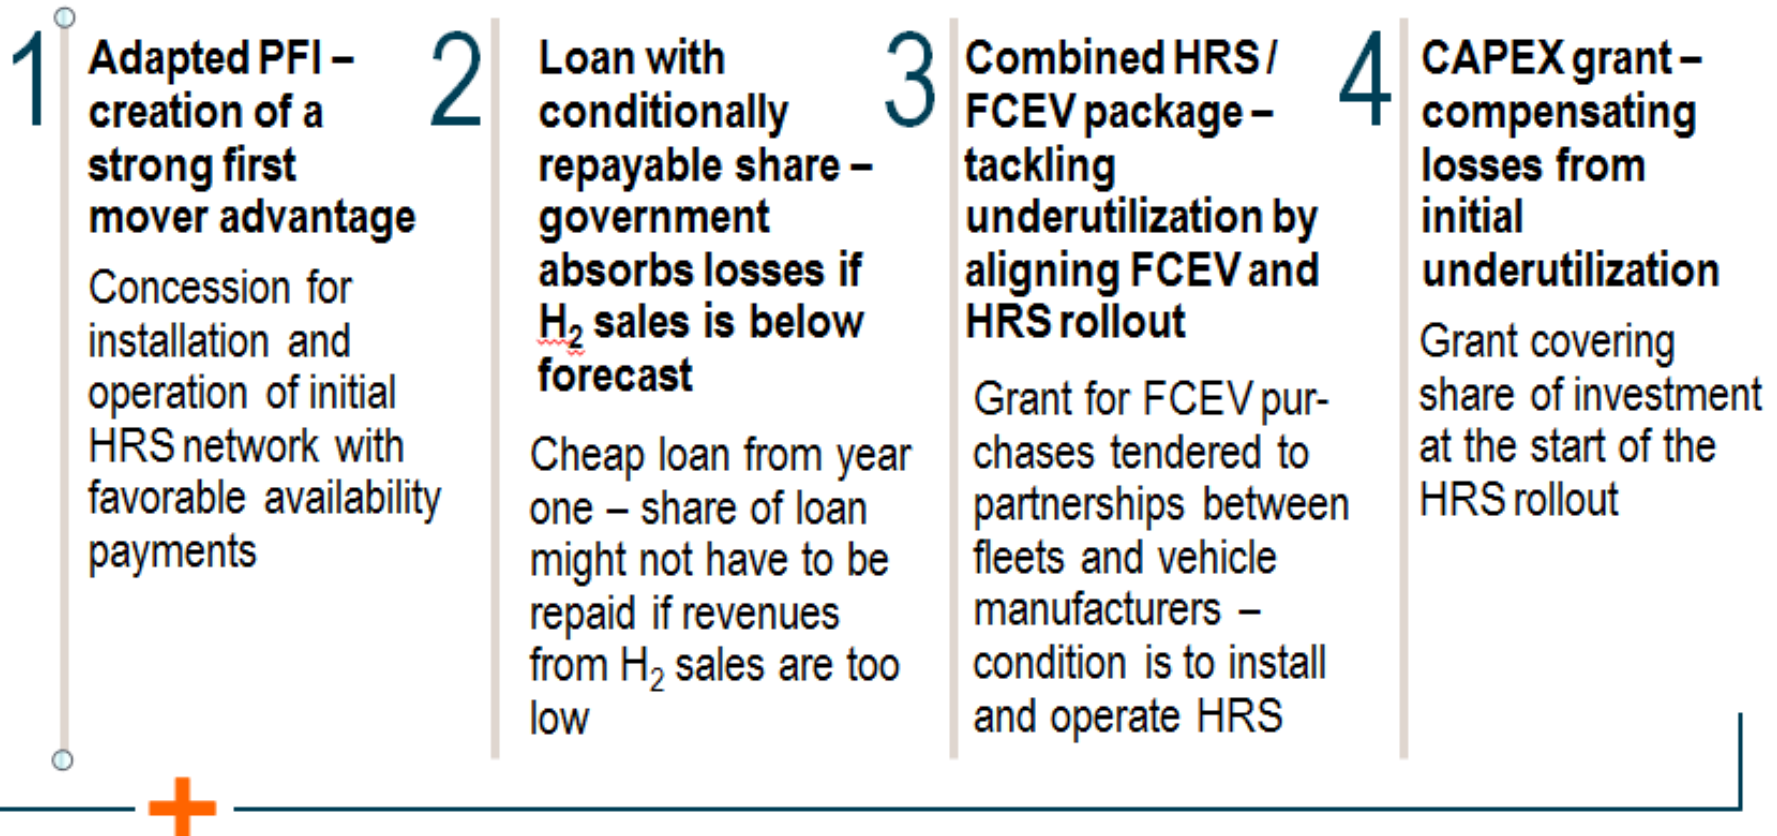 1
Adapted PFI –
creation of a
strong first
mover advantage
Concession for
installation and
operation of initial
HRS network with
favorable availability
payments
2
Loan with
conditionally
repayable share –
government
absorbs losses if
H₂ sales is below
forecast
Cheap loan from year
one – share of loan
might not have to be
repaid if revenues
from H₂ sales are too
low
3
Combined HRS /
FCEV package –
tackling
underutilization by
aligning FCEV and
HRS rollout
Grant for FCEV pur-
chases tendered to
partnerships between
fleets and vehicle
manufacturers –
condition is to install
and operate HRS
4
CAPEX grant –
compensating
losses from
initial
underutilization
Grant covering
share of investment
at the start of the
HRS rollout